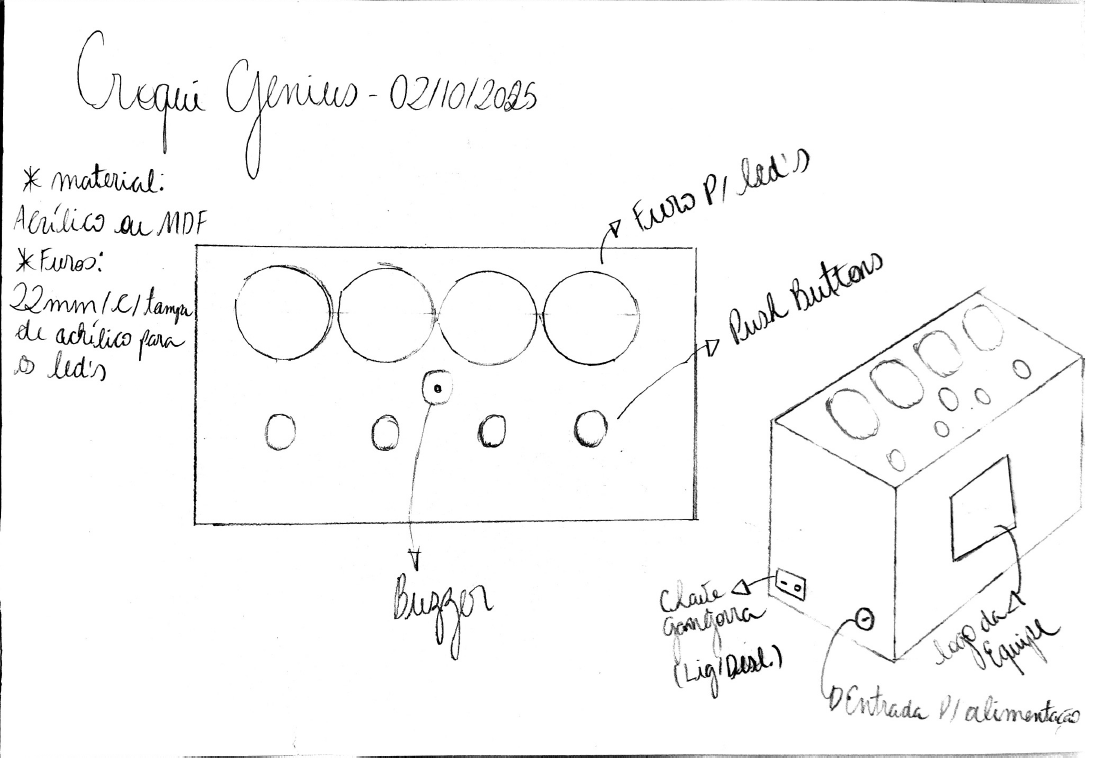 Croqui Genius - 02/10/2025
* material:
Acrílico ou MDF
* Furos:
22mm/c/tampa
de acrílico para
os led's
Furo P/ led's
Push Buttons
Buzzer
Chave
gangorra
(Lig/Desl.)
logo da
Equipe
Entrada P/ alimentação